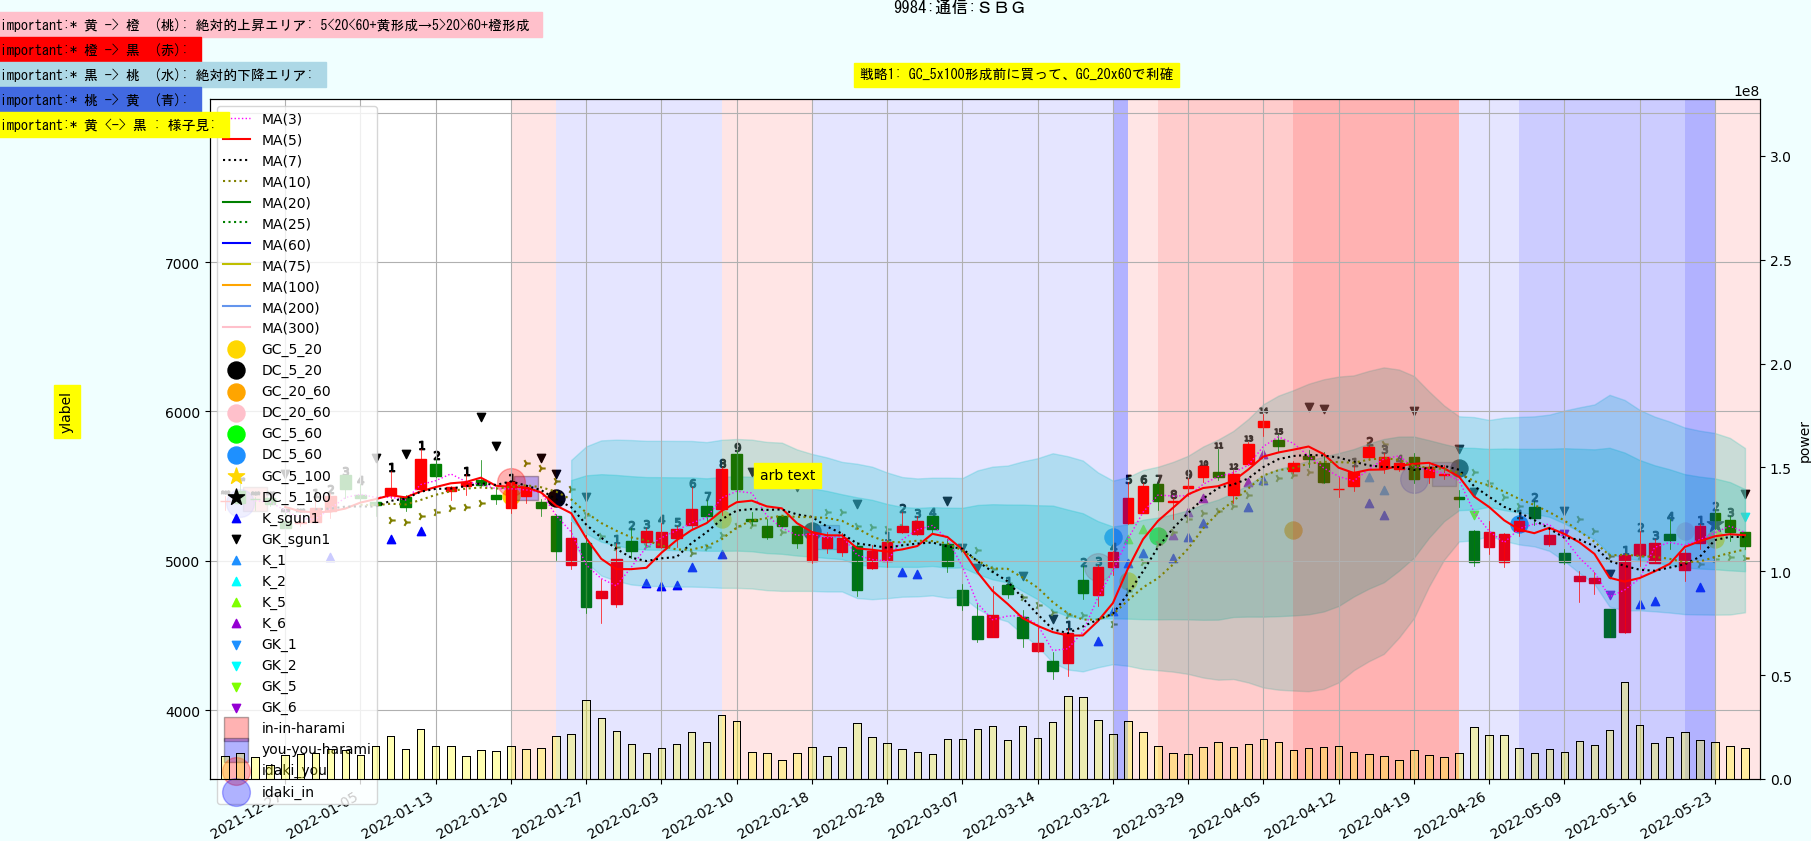 9984:通信:ＳＢＧ
important:* 黄 -> 橙 (桃): 絶対的上昇エリア: 5<20<60+黄形成→5>20>60+橙形成
important:* 橙 -> 黒 (赤):
important:* 黒 -> 桃 (水): 絶対的下降エリア:
important:* 桃 -> 黄 (青):
important:* 黄 <-> 黒 : 様子見:
戦略1: GC_5x100形成前に買って、GC_20x60で利確
1e8
MA(3)
MA(5)
MA(7)
MA(10)
MA(20)
MA(25)
MA(60)
MA(75)
MA(100)
MA(200)
MA(300)
GC_5_20
DC_5_20
GC_20_60
DC_20_60
GC_5_60
DC_5_60
GC_5_100
DC_5_100
K_sgun1
GK_sgun1
K_1
K_2
K_5
K_6
GK_1
GK_2
GK_5
GK_6
in-in-harami
you-you-harami
idaki_you
idaki_in
7000
6000
5000
4000
ylabel
arb text
3.0
2.5
2.0
1.5
1.0
0.5
0.0
power
2021-12-27
2022-01-05
2022-01-13
2022-01-20
2022-01-27
2022-02-03
2022-02-10
2022-02-18
2022-02-28
2022-03-07
2022-03-14
2022-03-22
2022-03-29
2022-04-05
2022-04-12
2022-04-19
2022-04-26
2022-05-09
2022-05-16
2022-05-23